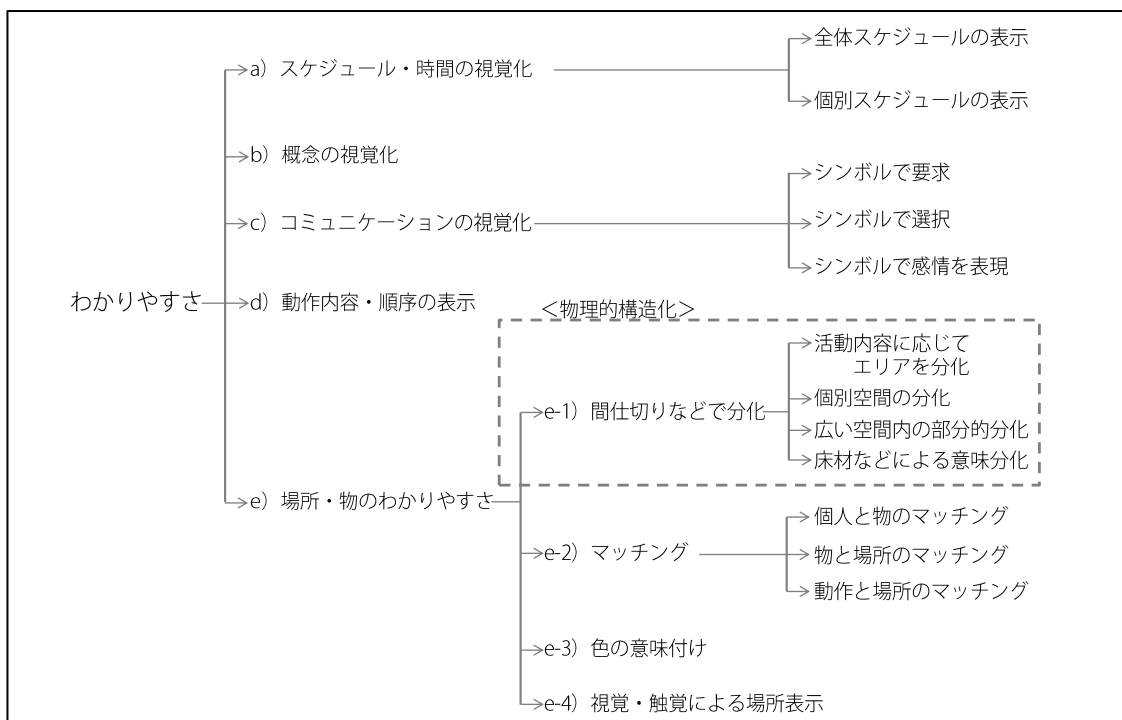 全体スケジュールの表示
a）スケジュール・時間の視覚化
個別スケジュールの表示
b）概念の視覚化
シンボルで要求
c）コミュニケーションの視覚化
シンボルで選択
シンボルで感情を表現
わかりやすさ
d）動作内容・順序の表示
＜物理的構造化＞
活動内容に応じて
エリアを分化
e-1）間仕切りなどで分化
個別空間の分化
広い空間内の部分的分化
床材などによる意味分化
e）場所・物のわかりやすさ
個人と物のマッチング
e-2）マッチング
物と場所のマッチング
動作と場所のマッチング
e-3）色の意味付け
e-4）視覚・触覚による場所表示